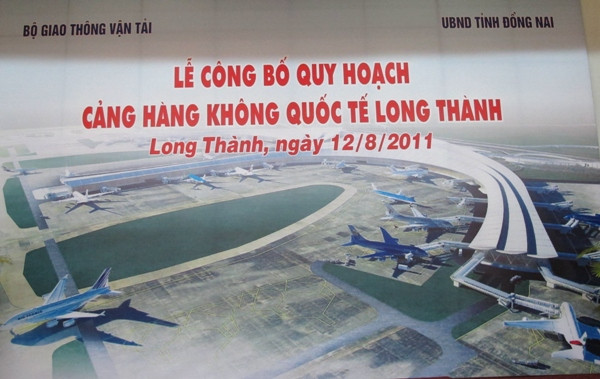 BỘ GIAO THÔNG VẬN TẢI
UBND TỈNH ĐỒNG NAI
LỄ CÔNG BỐ QUY HOẠCH
CẢNG HÀNG KHÔNG QUỐC TẾ LONG THÀNH
Long Thành, ngày 12/8/2011